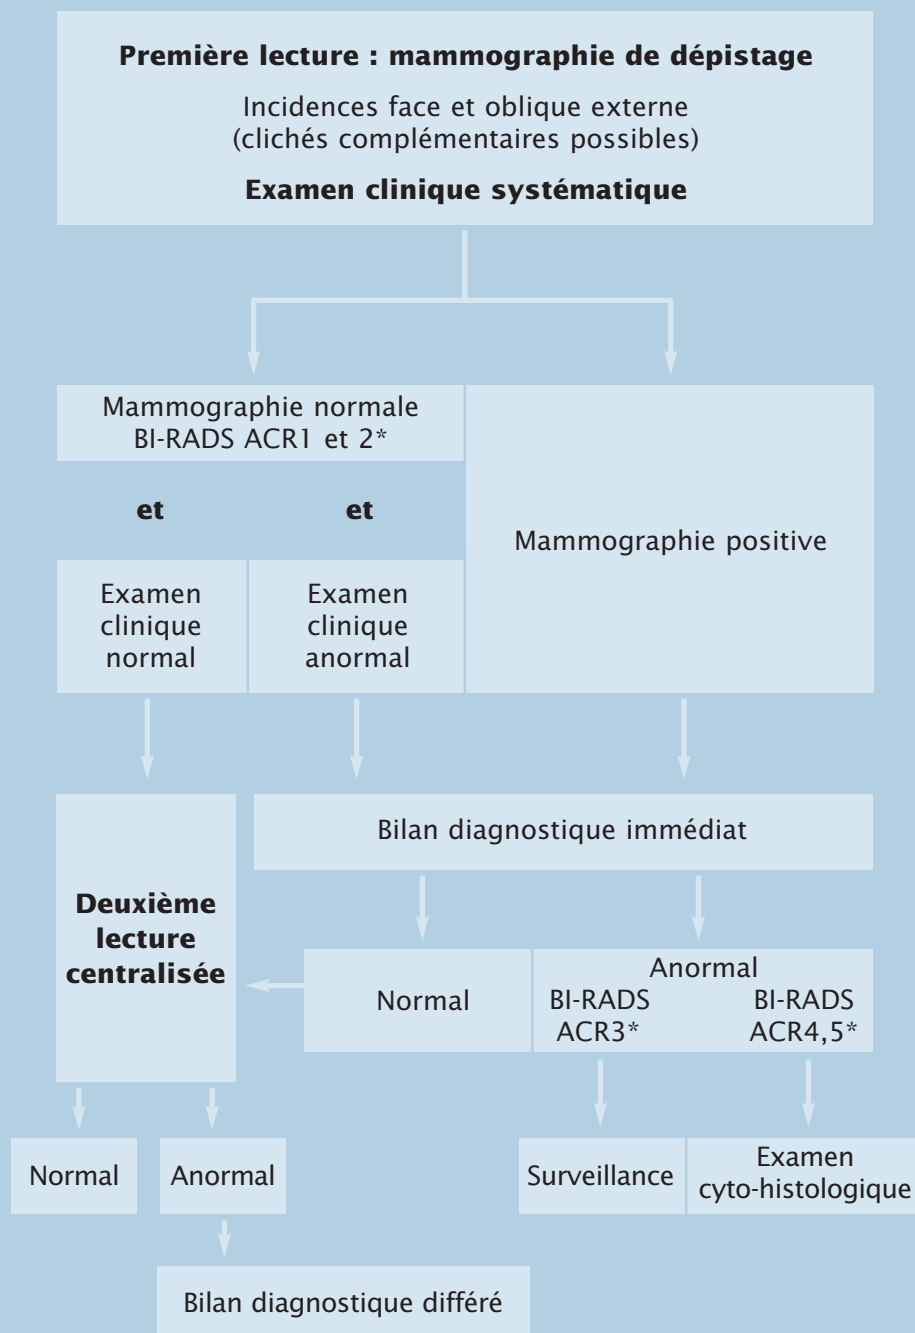 Première lecture : mammographie de dépistage
Incidences face et oblique externe
(clichés complémentaires possibles)
Examen clinique systématique
Mammographie normale
BI-RADS ACR1 et 2*
et
et
Mammographie positive
Examen
clinique
normal
Examen
clinique
anormal
Bilan diagnostique immédiat
Deuxième
lecture
centralisée
Normal
Anormal
BI-RADS
ACR3*
BI-RADS
ACR4,5*
Normal
Anormal
Surveillance
Examen
cyto-histologique
Bilan diagnostique différé